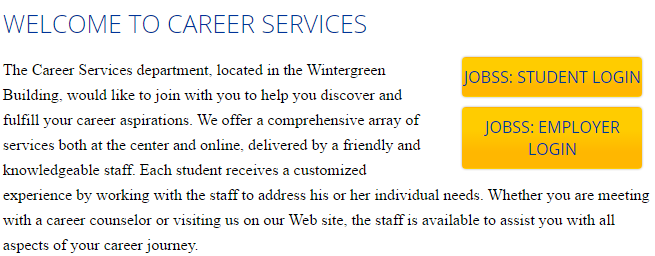 WELCOME TO CAREER SERVICES
The Career Services department, located in the Wintergreen
Building, would like to join with you to help you discover and
fulfill your career aspirations. We offer a comprehensive array of
services both at the center and online, delivered by a friendly and
knowledgeable staff. Each student receives a customized
experience by working with the staff to address his or her individual needs. Whether you are meeting
with a career counselor or visiting us on our Web site, the staff is available to assist you with all
aspects of your career journey.
JOBSS: STUDENT LOGIN
JOBSS: EMPLOYER
LOGIN